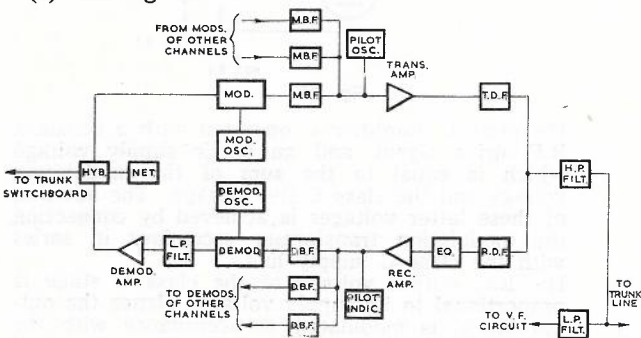 FROM MODS.
OF OTHER
CHANNELS
M.B.F.
M.B.F.
PILOT
OSC.
TRANS.
AMP.
MOD.
M.B.F.
T.D.F.
MOD.
OSC.
HYB.
NET.
TO TRUNK
SWITCHBOARD
DEMOD.
OSC.
H.P.
FILT.
DEMOD.
AMP.
L.P.
FILT.
DEMOD.
D.B.F.
REC.
AMP.
EQ.
R.D.F.
TO DEMODS.
OF OTHER
CHANNELS
D.B.F.
D.B.F.
PILOT
INDIC.
TO V.F.
CIRCUIT
L.P.
FILT.
TO
TRUNK
LINE